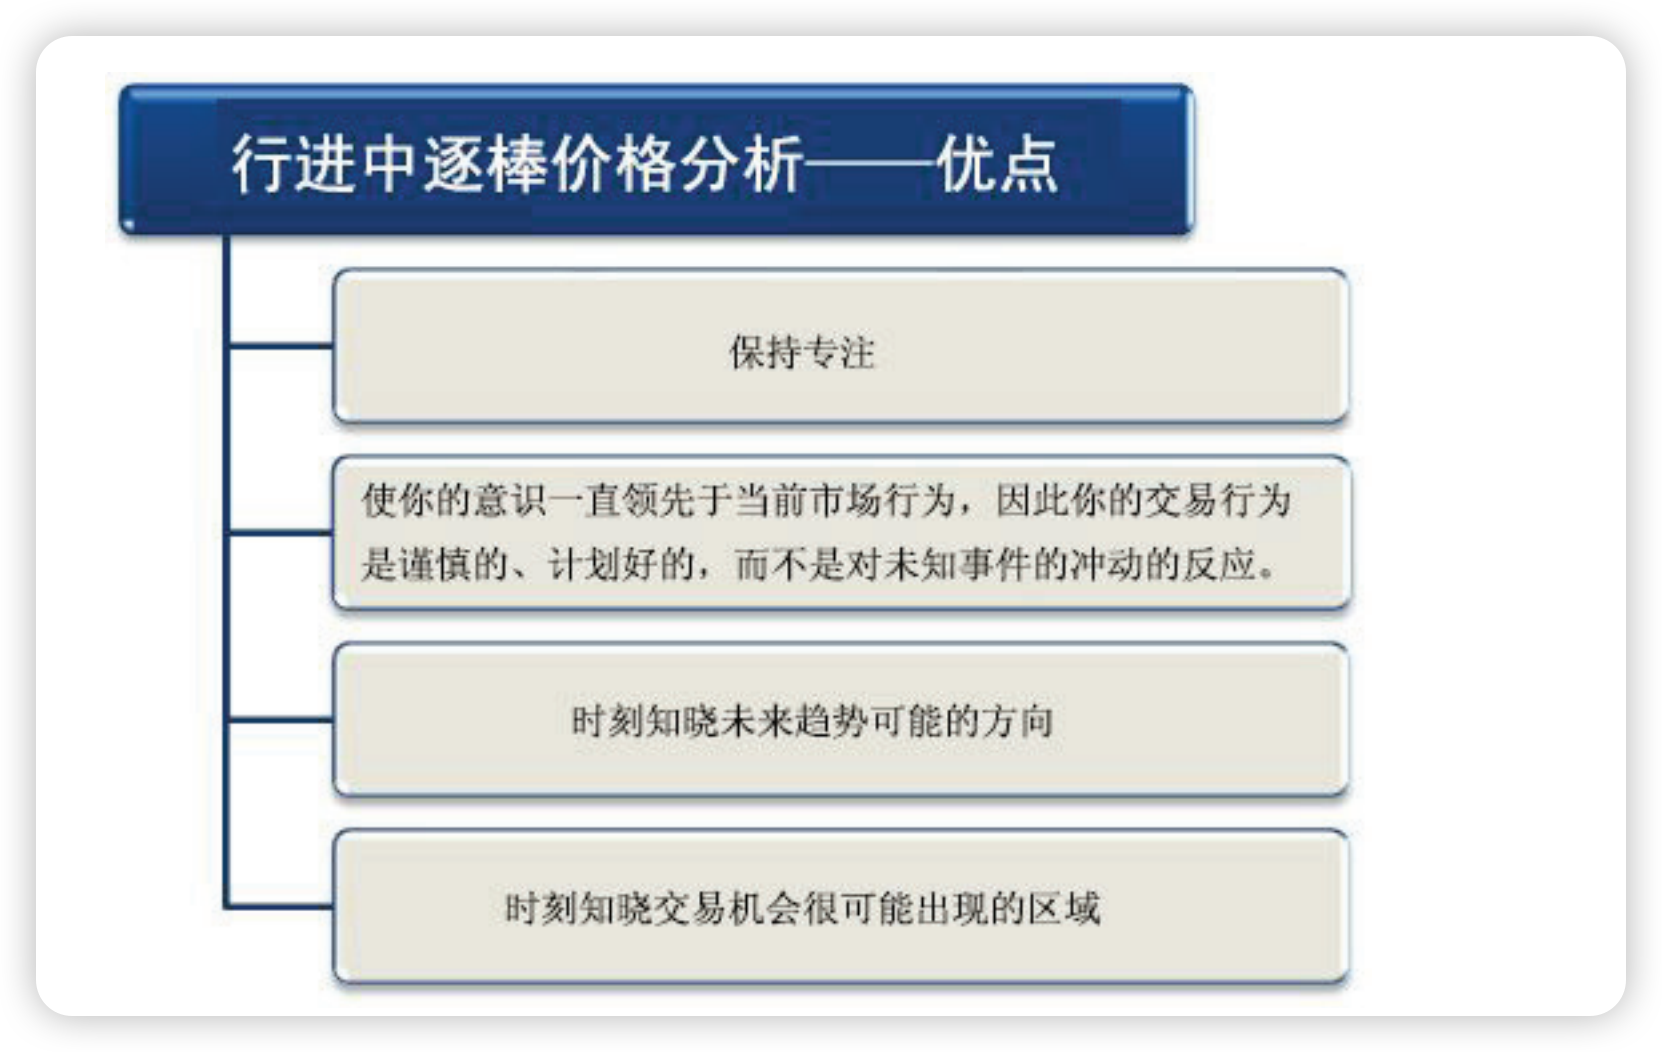 行进中逐棒价格分析——优点
保持专注
使你的意识一直领先于当前市场行为，因此你的交易行为
是谨慎的、计划好的，而不是对未知事件的冲动的反应。
时刻知晓未来趋势可能的方向
时刻知晓交易机会很可能出现的区域